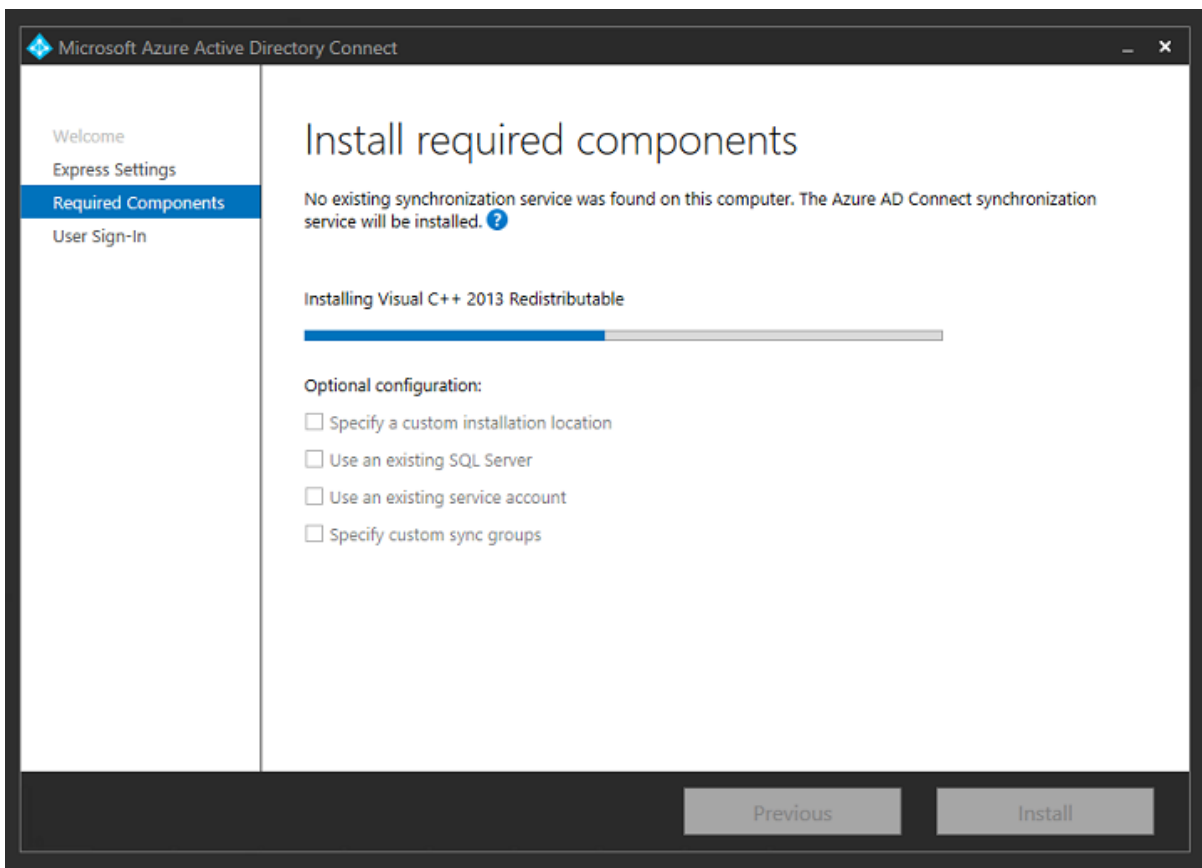 Microsoft Azure Active Directory Connect
Welcome
Express Settings
Required Components
User Sign-In
Install required components
No existing synchronization service was found on this computer. The Azure AD Connect synchronization
service will be installed. ?
Installing Visual C++ 2013 Redistributable
Optional configuration:
Specify a custom installation location
Use an existing SQL Server
Use an existing service account
Specify custom sync groups
Previous
Install